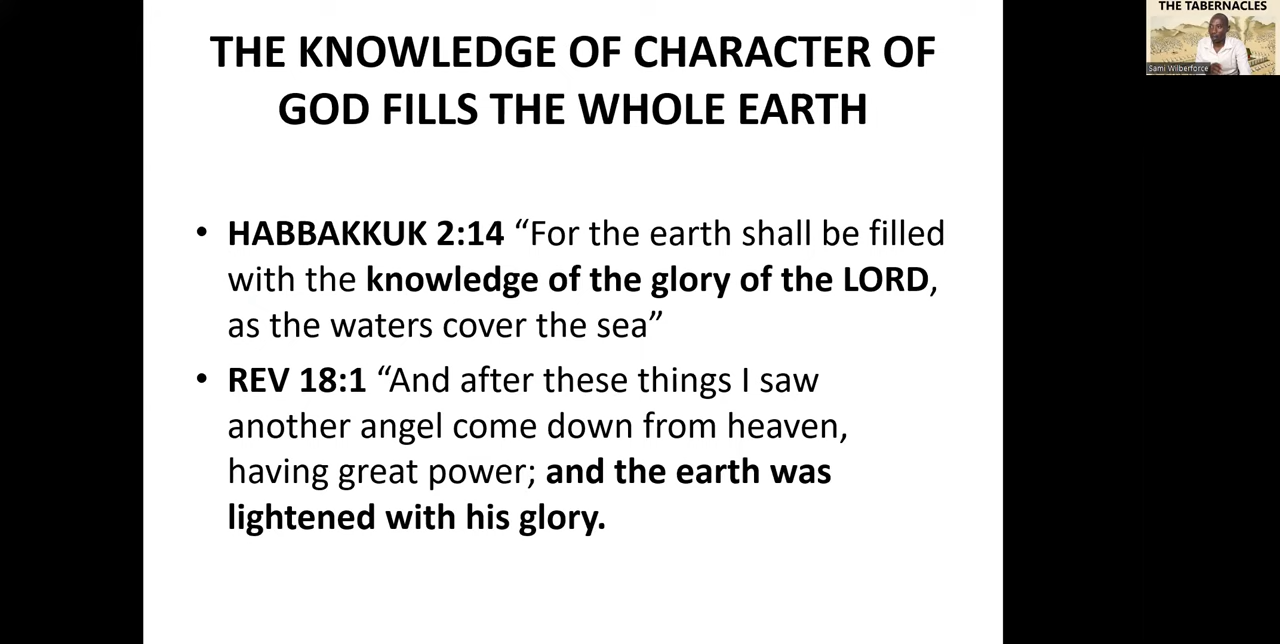 THE KNOWLEDGE OF CHARACTER OF
GOD FILLS THE WHOLE EARTH
• HABBAKKUK 2:14 “For the earth shall be filled
with the knowledge of the glory of the LORD,
as the waters cover the sea”
• REV 18:1 “And after these things I saw
another angel come down from heaven,
having great power; and the earth was
lightened with his glory.
THE TABERNACLES
Sami Wilberforce